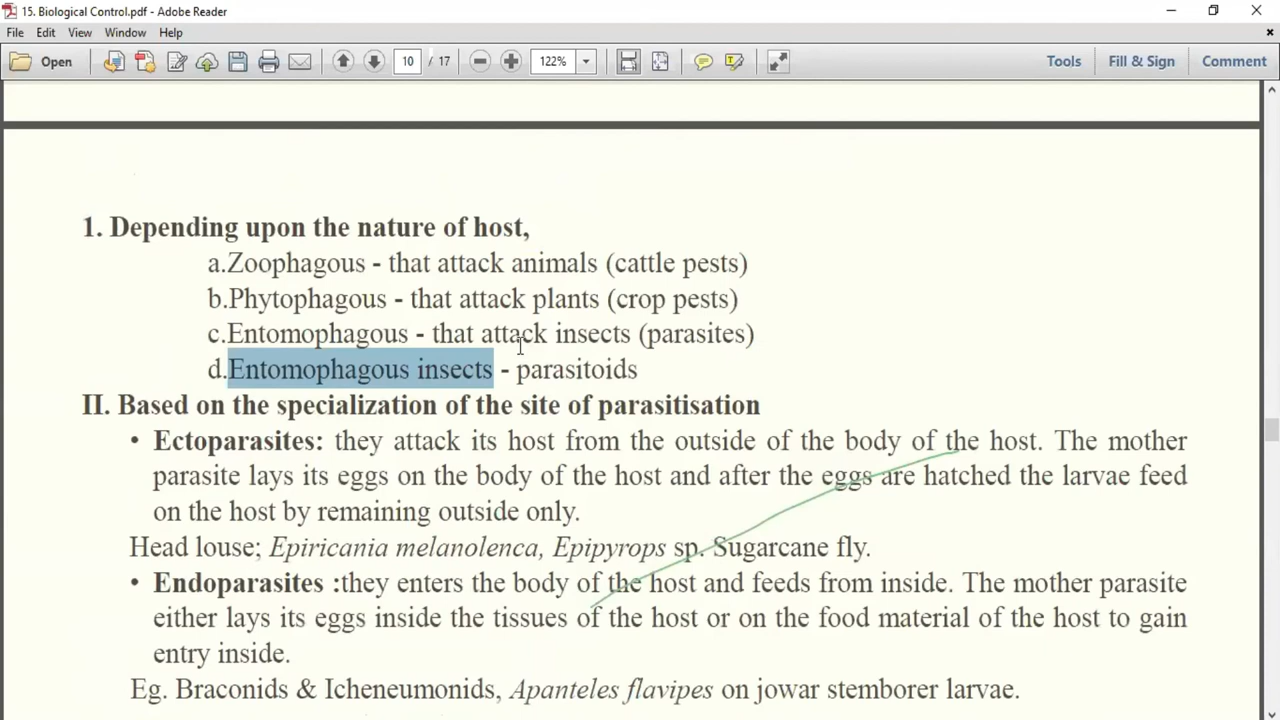 15. Biological Control.pdf - Adobe Reader
File Edit View Window Help
Open 10 / 17 122% Tools Fill & Sign Comment
1. Depending upon the nature of host,
a.Zoophagous - that attack animals (cattle pests)
b.Phytophagous - that attack plants (crop pests)
c.Entomophagous - that attack insects (parasites)
d.Entomophagous insects - parasitoids
II. Based on the specialization of the site of parasitisation
• Ectoparasites: they attack its host from the outside of the body of the host. The mother
parasite lays its eggs on the body of the host and after the eggs are hatched the larvae feed
on the host by remaining outside only.
Head louse; Epiricania melanolenca, Epipyrops sp. Sugarcane fly.
• Endoparasites :they enters the body of the host and feeds from inside. The mother parasite
either lays its eggs inside the tissues of the host or on the food material of the host to gain
entry inside.
Eg. Braconids & Icheneumonids, Apanteles flavipes on jowar stemborer larvae.